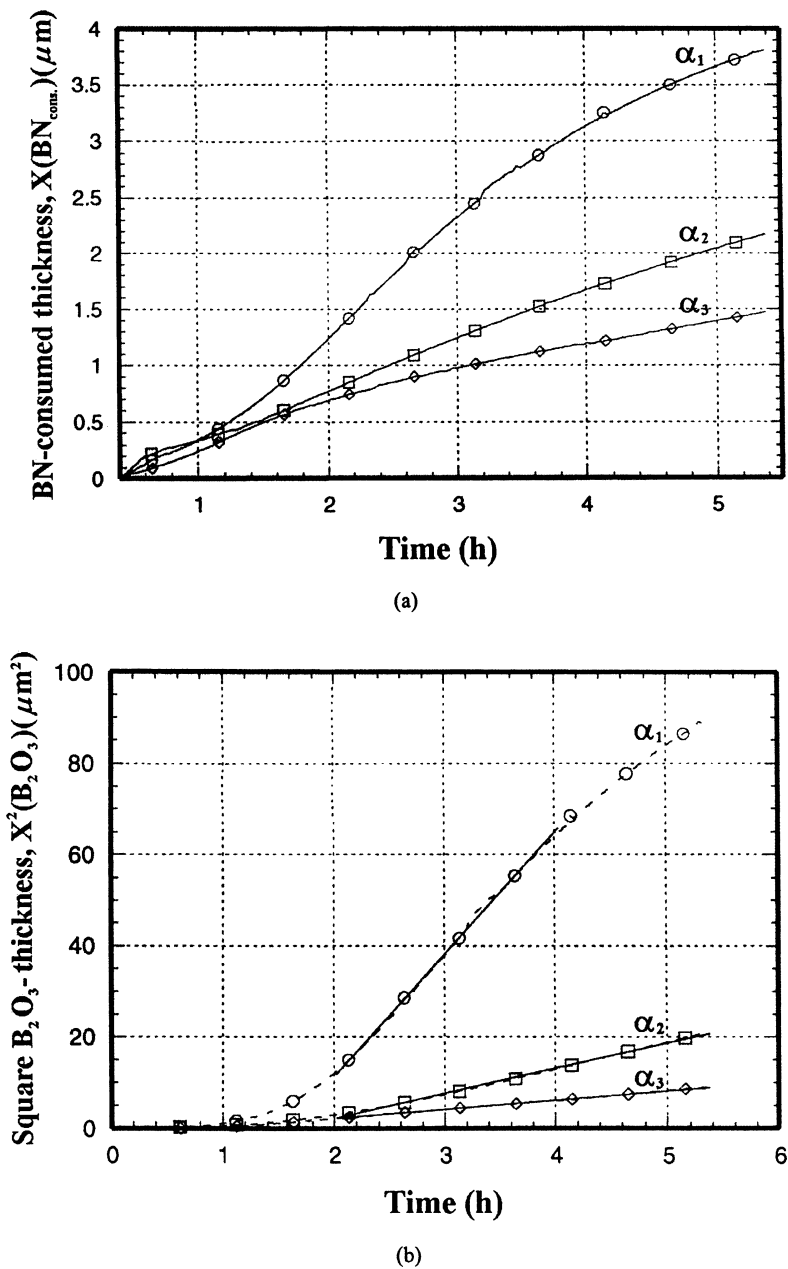 BN-consumed thickness, X(BN_cons.)(μm)
4
3.5
3
2.5
2
1.5
1
0.5
0
α₁
α₂
α₃
1 2 3 4 5
Time (h)
(a)
Square B₂O₃-thickness, X²(B₂O₃)(μm²)
100
80
60
40
20
0
α₁
α₂
α₃
0 1 2 3 4 5 6
Time (h)
(b)